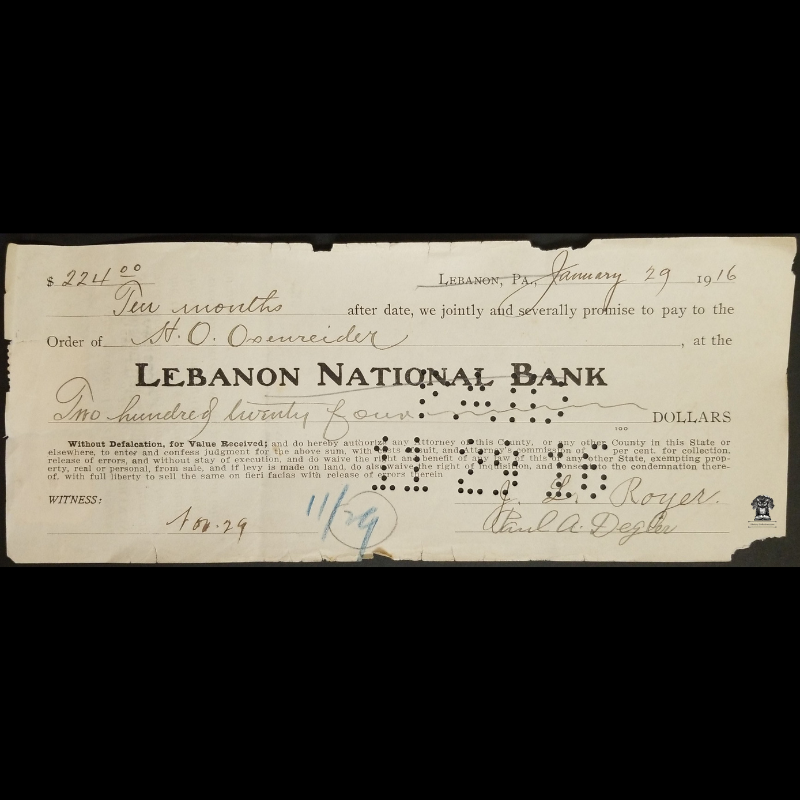 $ 224 00 LEBANON, PA., January 29 1916
Ten months after date, we jointly and severally promise to pay to the
Order of H. O. Oxenreider, at the
LEBANON NATIONAL BANK
Two hundred twenty four 100 DOLLARS
Without Defalcation, for Value Received; and do hereby authorize any Attorney of this County, or any other County in this State or
elsewhere, to enter and confess judgment for the above sum, with costs of suit, and Attorney's commission of per cent. for collection,
release of errors, and without stay of execution, and do waive the right and benefit of any law of this or any other State, exempting prop-
erty, real or personal, from sale, and if levy is made on land, do also waive the right of inquisition, and consent to the condemnation there-
of, with full liberty to sell the same on fieri facias with release of errors therein
11 29 16
WITNESS: J. L. Royer.
Nov. 29 11/29 Paul A. Degler